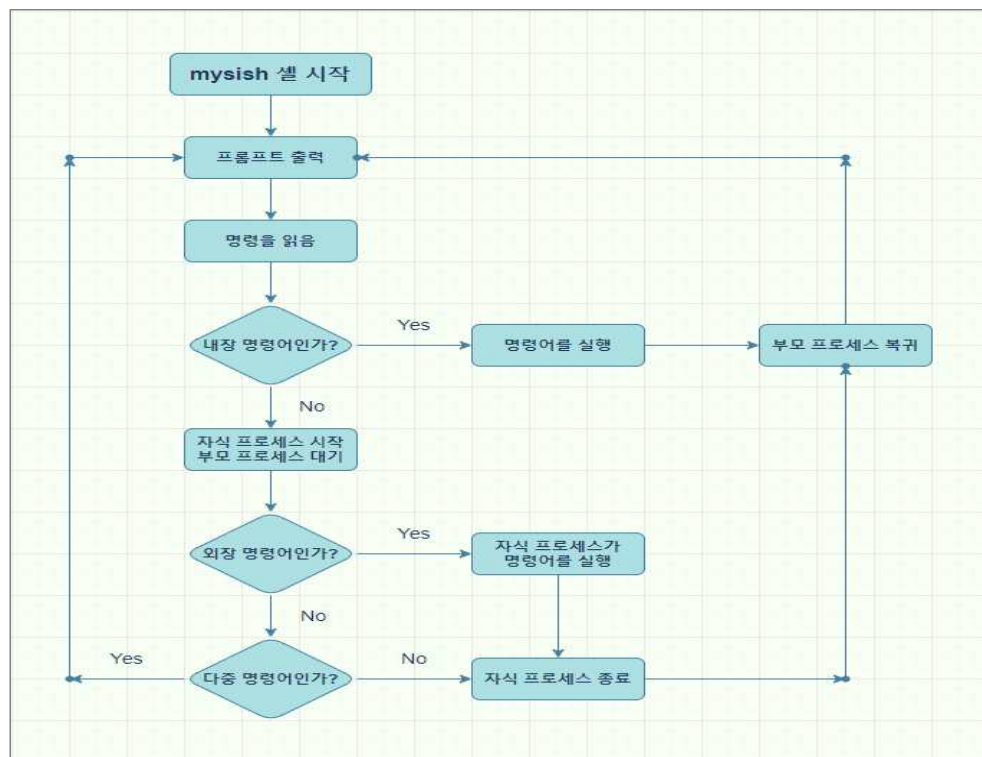 mysish 셸 시작
프롬프트 출력
명령을 읽음
내장 명령어인가?
Yes
명령어를 실행
부모 프로세스 복귀
No
자식 프로세스 시작
부모 프로세스 대기
외장 명령어인가?
Yes
자식 프로세스가
명령어를 실행
No
Yes
다중 명령어인가?
No
자식 프로세스 종료